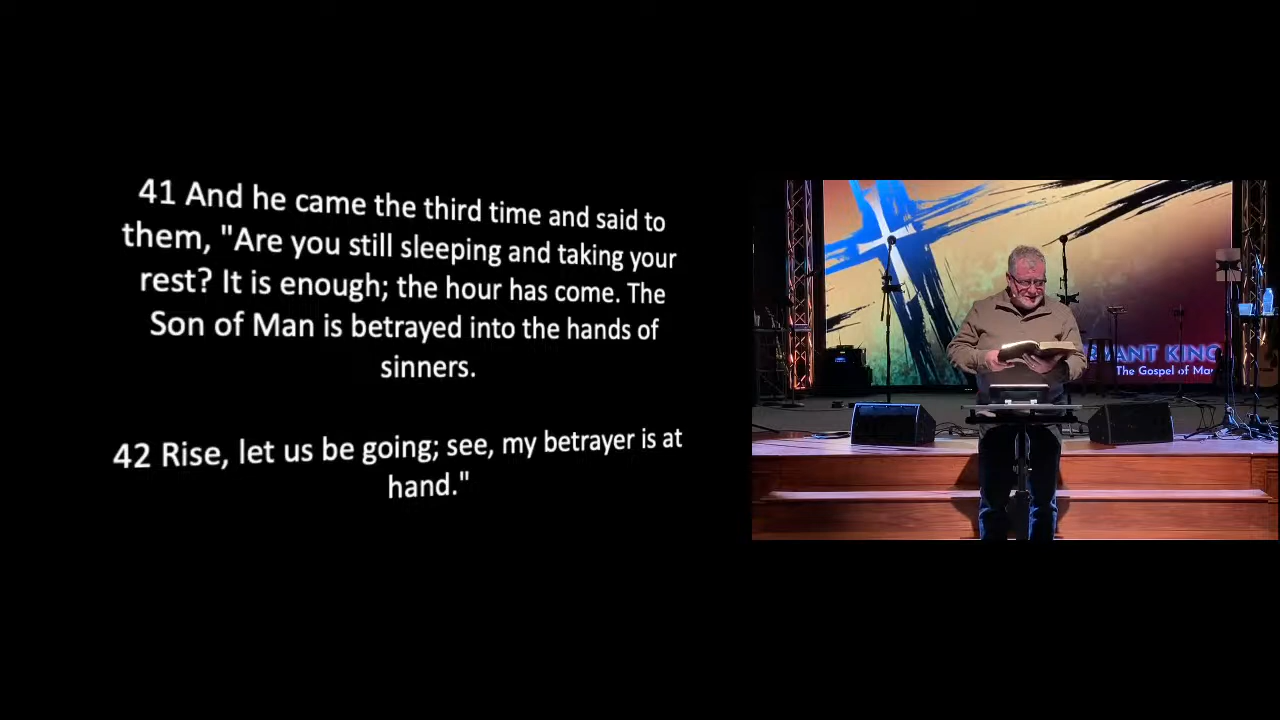 41 And he came the third time and said to
them, "Are you still sleeping and taking your
rest? It is enough; the hour has come. The
Son of Man is betrayed into the hands of
sinners.
42 Rise, let us be going; see, my betrayer is at
hand."
KING
The Gospel of